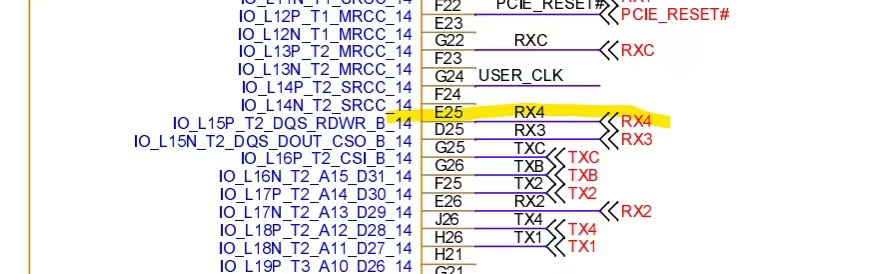 F22 PCIE_RESET# PCIE_RESET#
IO_L12P_T1_MRCC_14 E23
IO_L12N_T1_MRCC_14 G22 RXC RXC
IO_L13P_T2_MRCC_14 F23
IO_L13N_T2_MRCC_14 G24 USER_CLK
IO_L14P_T2_SRCC_14 F24
IO_L14N_T2_SRCC_14 E25 RX4 RX4
IO_L15P_T2_DQS_RDWR_B_14 D25 RX3 RX3
IO_L15N_T2_DQS_DOUT_CSO_B_14 G25 TXC TXC
IO_L16P_T2_CSI_B_14 G26 TXB TXB
IO_L16N_T2_A15_D31_14 F25 TX2 TX2
IO_L17P_T2_A14_D30_14 E26 RX2 RX2
IO_L17N_T2_A13_D29_14 J26 TX4 TX4
IO_L18P_T2_A12_D28_14 H26 TX1 TX1
IO_L18N_T2_A11_D27_14 H21
IO_L19P_T3_A10_D26_14 G21